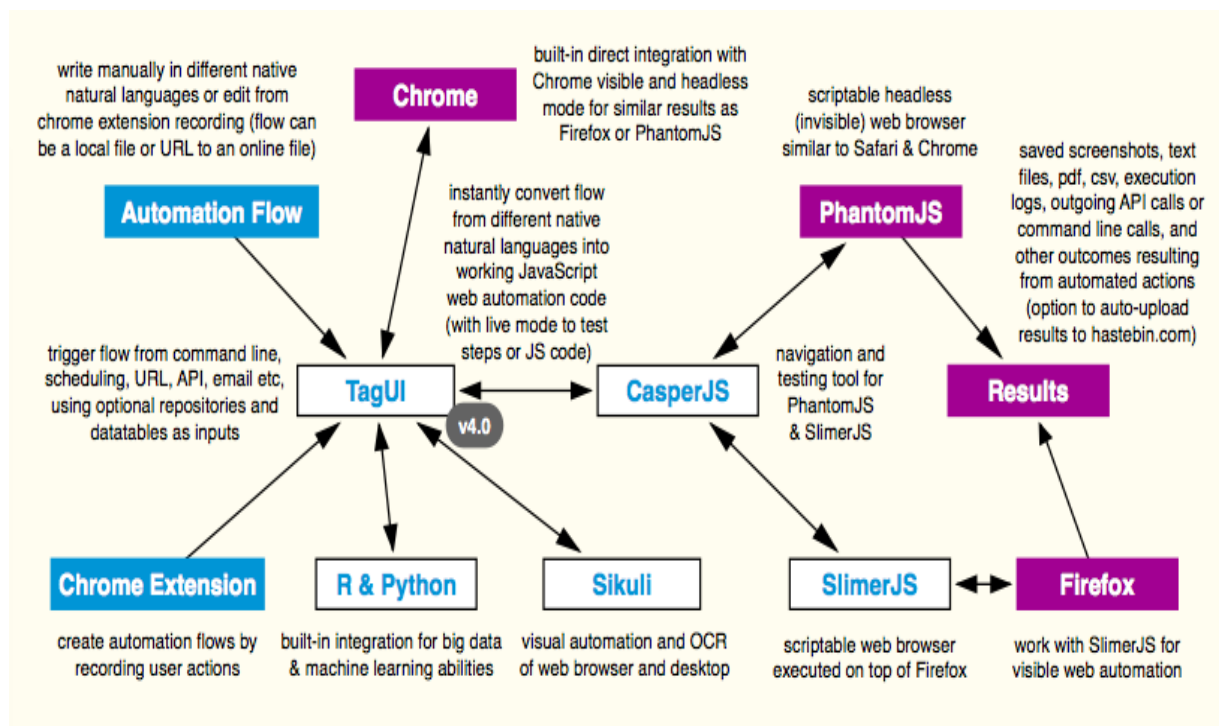 write manually in different native
natural languages or edit from
chrome extension recording (flow can
be a local file or URL to an online file)
Automation Flow
Chrome
built-in direct integration with
Chrome visible and headless
mode for similar results as
Firefox or PhantomJS
scriptable headless
(invisible) web browser
similar to Safari & Chrome
PhantomJS
saved screenshots, text
files, pdf, csv, execution
logs, outgoing API calls or
command line calls, and
other outcomes resulting
from automated actions
(option to auto-upload
results to hastebin.com)
instantly convert flow
from different native
natural languages into
working JavaScript
web automation code
(with live mode to test
steps or JS code)
trigger flow from command line,
scheduling, URL, API, email etc,
using optional repositories and
datatables as inputs
TagUI
v4.0
CasperJS
navigation and
testing tool for
PhantomJS
& SlimerJS
Results
Chrome Extension
create automation flows by
recording user actions
R & Python
built-in integration for big data
& machine learning abilities
Sikuli
visual automation and OCR
of web browser and desktop
SlimerJS
scriptable web browser
executed on top of Firefox
Firefox
work with SlimerJS for
visible web automation